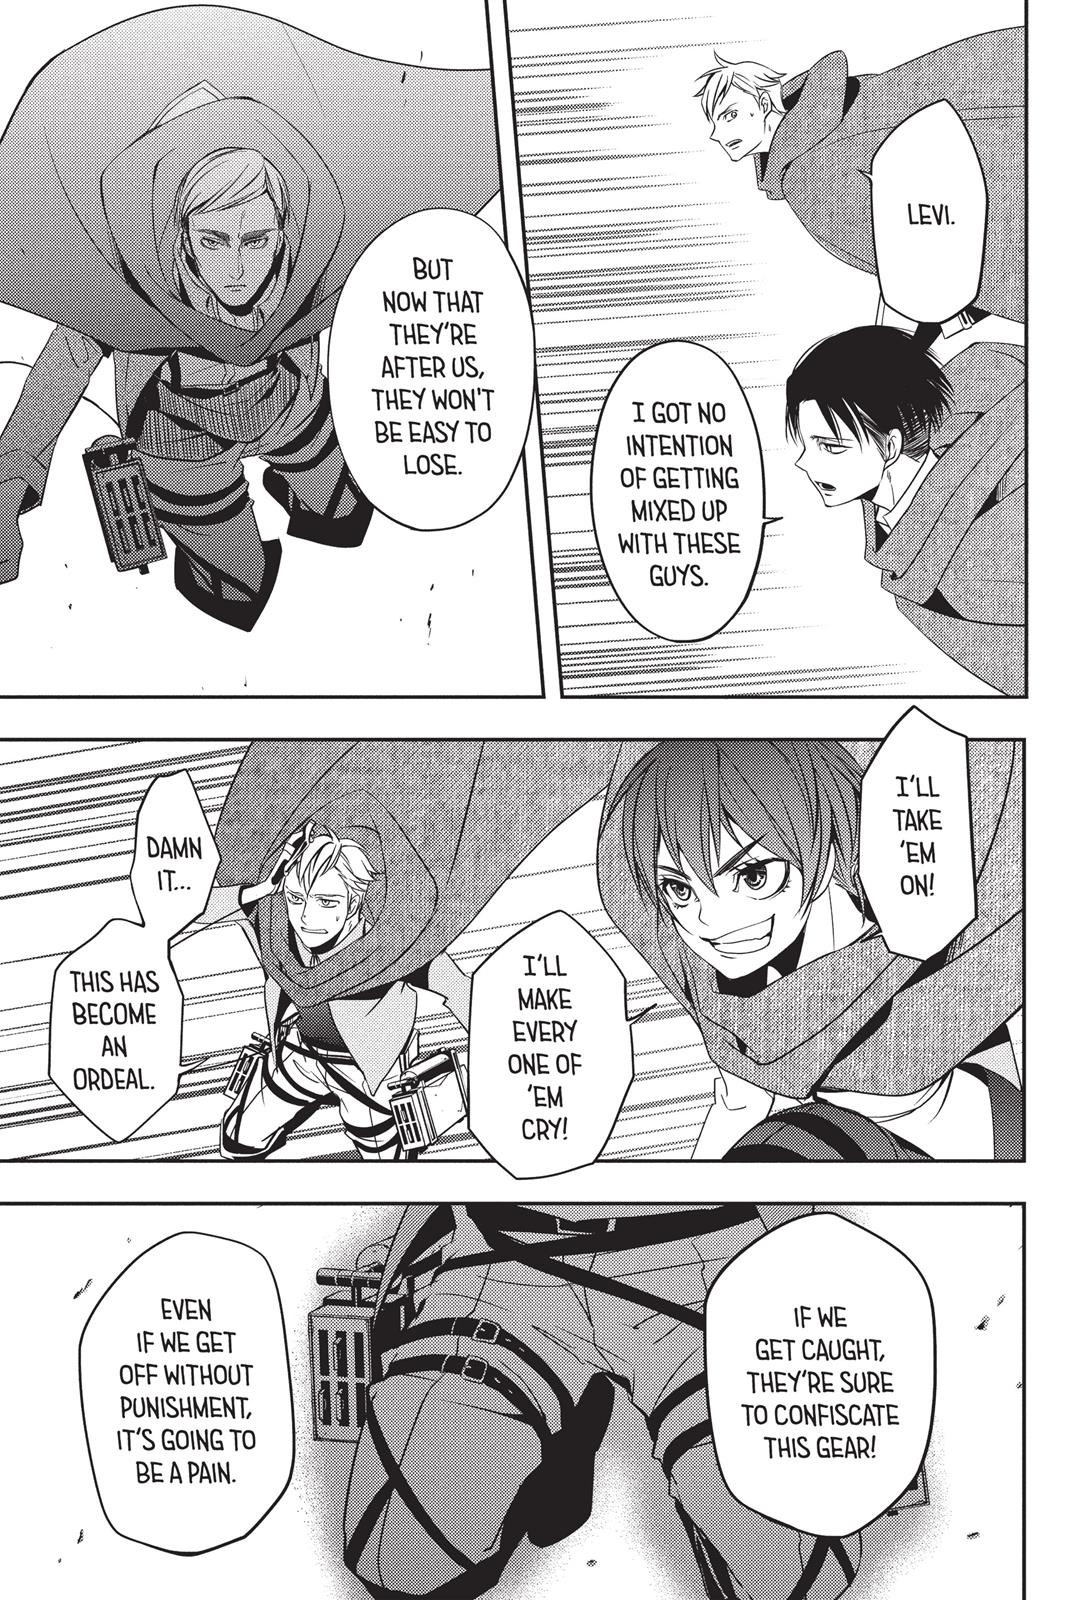 LEVI.
I GOT NO
INTENTION
OF GETTING
MIXED UP
WITH THESE
GUYS.
BUT
NOW THAT
THEY'RE
AFTER US,
THEY WON'T
BE EASY TO
LOSE.
I'LL
TAKE
'EM
ON!
I'LL
MAKE
EVERY
ONE OF
'EM
CRY!
DAMN
IT...
THIS HAS
BECOME
AN
ORDEAL.
IF WE
GET CAUGHT,
THEY'RE SURE
TO CONFISCATE
THIS GEAR!
EVEN
IF WE GET
OFF WITHOUT
PUNISHMENT,
IT'S GOING TO
BE A PAIN.